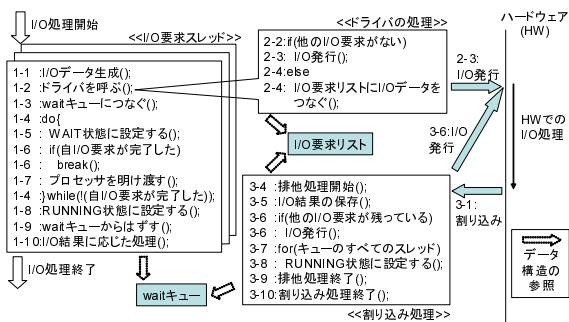 I/O処理開始
<<I/O要求スレッド>>
1-1 :I/Oデータ生成();
1-2 :ドライバを呼ぶ();
1-3 :waitキューにつなぐ();
1-4 :do{
1-5 : WAIT状態に設定する();
1-6 : if(自I/O要求が完了した)
1-6 : break();
1-7 : プロセッサを明け渡す();
1-4 :}while(!(自I/O要求が完了した));
1-8 :RUNNING状態に設定する();
1-9 :waitキューからはずす();
1-10:I/O結果に応じた処理();
I/O処理終了
waitキュー
<<ドライバの処理>>
2-2:if(他のI/O要求がない)
2-3: I/O発行();
2-4:else
2-4: I/O要求リストにI/Oデータを
つなぐ();
I/O要求リスト
3-4 :排他処理開始();
3-5 :I/O結果の保存();
3-6 :if(他のI/O要求が残っている)
3-6 : I/O発行();
3-7 :for(キューのすべてのスレッド)
3-8 : RUNNING状態に設定する();
3-9 :排他処理終了();
3-10:割り込み処理終了();
<<割り込み処理>>
ハードウェア
(HW)
2-3:
I/O発行
3-6:I/O
発行
HWでの
I/O処理
3-1:
割り込み
データ
構造の
参照